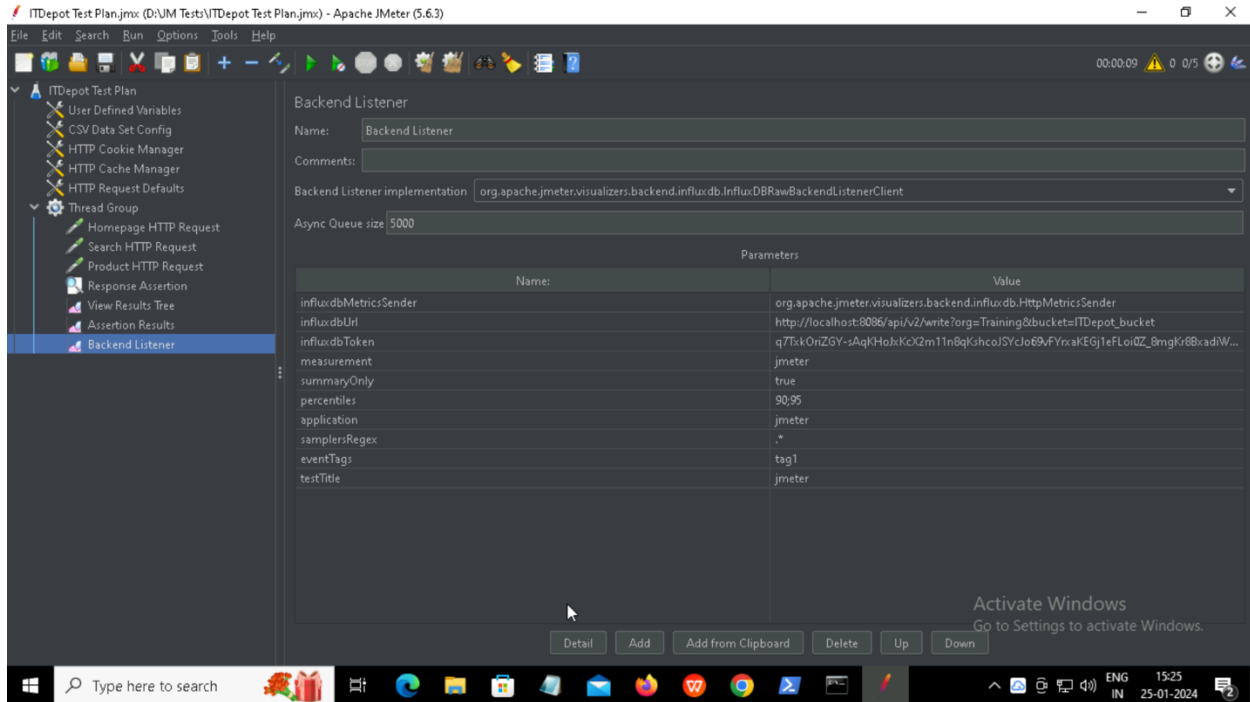 ITDepot Test Plan.jmx (D:\JM Tests\ITDepot Test Plan.jmx) - Apache JMeter (5.6.3)
File Edit Search Run Options Tools Help
00:00:09 0 0/5
ITDepot Test Plan
User Defined Variables
CSV Data Set Config
HTTP Cookie Manager
HTTP Cache Manager
HTTP Request Defaults
Thread Group
Homepage HTTP Request
Search HTTP Request
Product HTTP Request
Response Assertion
View Results Tree
Assertion Results
Backend Listener
Backend Listener
Name: Backend Listener
Comments:
Backend Listener implementation org.apache.jmeter.visualizers.backend.influxdb.InfluxDBRawBackendListenerClient
Async Queue size 5000
Parameters
Name: Value
influxdbMetricsSender org.apache.jmeter.visualizers.backend.influxdb.HttpMetricsSender
influxdbUrl http://localhost:8086/api/v2/write?org=Training&bucket=ITDepot_bucket
influxdbToken
measurement jmeter
summaryOnly true
percentiles 90;95
application jmeter
samplersRegex .*
eventTags tag1
testTitle jmeter
Activate Windows
Go to Settings to activate Windows.
Detail Add Add from Clipboard Delete Up Down
Type here to search
ENG 15:25
IN 25-01-2024
2